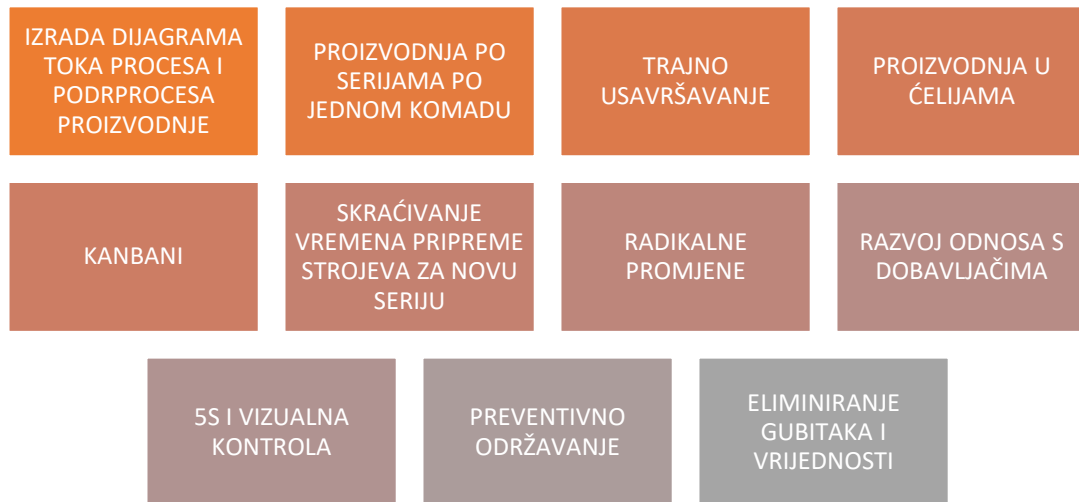 IZRADA DIJAGRAMA
TOKA PROCESA I
PODRPROCESA
PROIZVODNJE
PROIZVODNJA PO
SERIJAMA PO
JEDNOM KOMADU
TRAJNO
USAVRŠAVANJE
PROIZVODNJA U
ĆELIJAMA
KANBANI
SKRAĆIVANJE
VREMENA PRIPREME
STROJEVA ZA NOVU
SERIJU
RADIKALNE
PROMJENE
RAZVOJ ODNOSA S
DOBAVLJAČIMA
5S I VIZUALNA
KONTROLA
PREVENTIVNO
ODRŽAVANJE
ELIMINIRANJE
GUBITAKA I
VRIJEDNOSTI